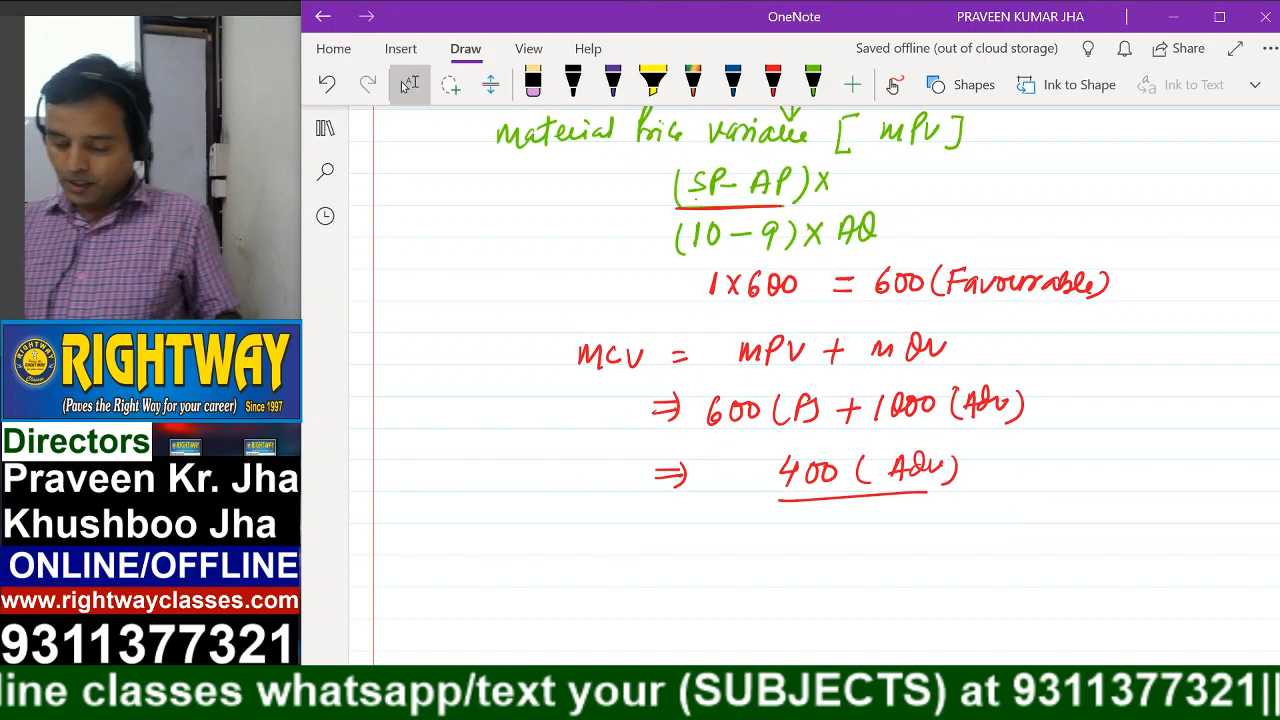 OneNote
PRAVEEN KUMAR JHA
Home Insert Draw View Help
Saved offline (out of cloud storage)
Share
Shapes
Ink to Shape
Ink to Text
material price variance [ MPV ]
(SP - AP) X
(10 - 9) X AQ
1 X 600 = 600 (Favourrable)
MCV = MPV + MQV
⇒ 600 (F) + 1000 (Adv)
⇒ 400 ( Adv)
RIGHTWAY
(Paves the Right Way for your career) Since 1997
Directors
Praveen Kr. Jha
Khushboo Jha
ONLINE/OFFLINE
www.rightwayclasses.com
9311377321
line classes whatsapp/text your (SUBJECTS) at 9311377321||